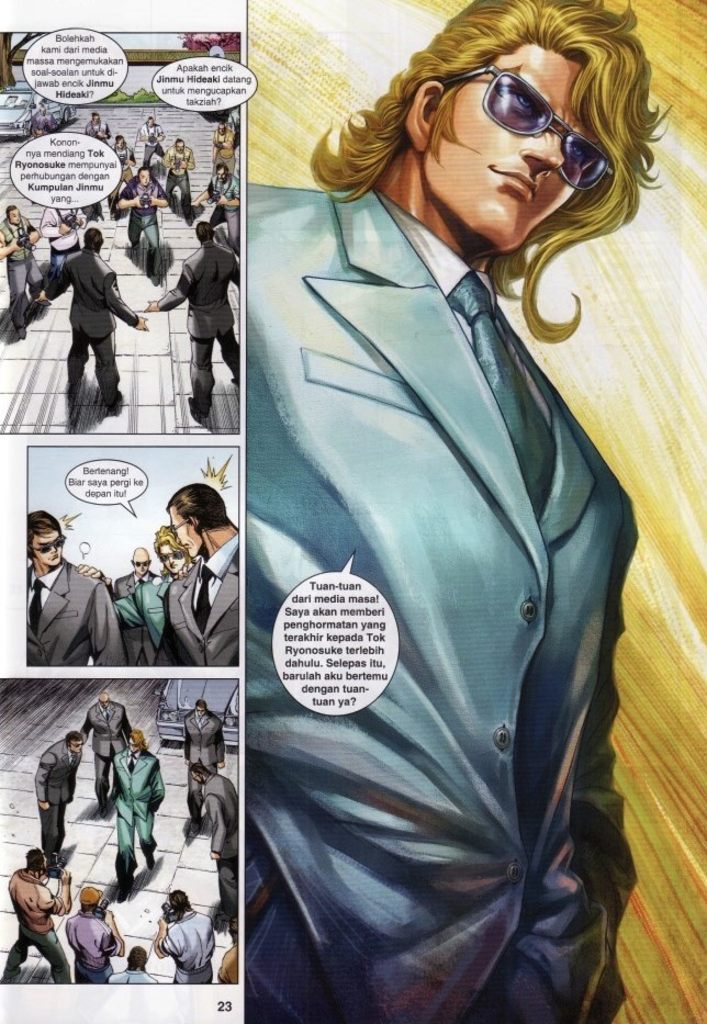 Bolehkah
kami dari media
massa mengemukakan
soal-soalan untuk di-
jawab encik Jinmu
Hideaki?
Apakah encik
Jinmu Hideaki datang
untuk mengucapkan
takziah?
Konon-
nya mendiang Tok
Ryonosuke mempunyai
perhubungan dengan
Kumpulan Jinmu
yang...
Bertenang!
Biar saya pergi ke
depan itu!
Tuan-tuan
dari media masa!
Saya akan memberi
penghormatan yang
terakhir kepada Tok
Ryonosuke terlebih
dahulu. Selepas itu,
barulah aku bertemu
dengan tuan-
tuan ya?
23